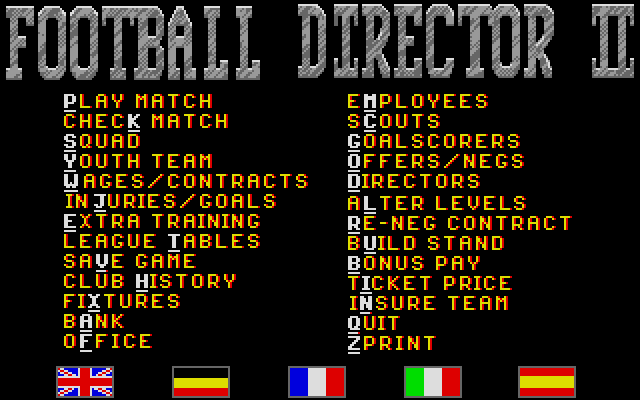 FOOTBALL DIRECTOR II
PLAY MATCH
CHECK MATCH
SQUAD
YOUTH TEAM
WAGES/CONTRACTS
INJURIES/GOALS
EXTRA TRAINING
LEAGUE TABLES
SAVE GAME
CLUB HISTORY
FIXTURES
BANK
OFFICE
EMPLOYEES
SCOUTS
GOALSCORERS
OFFERS/NEGS
DIRECTORS
ALTER LEVELS
RE-NEG CONTRACT
BUILD STAND
BONUS PAY
TICKET PRICE
INSURE TEAM
QUIT
ZPRINT